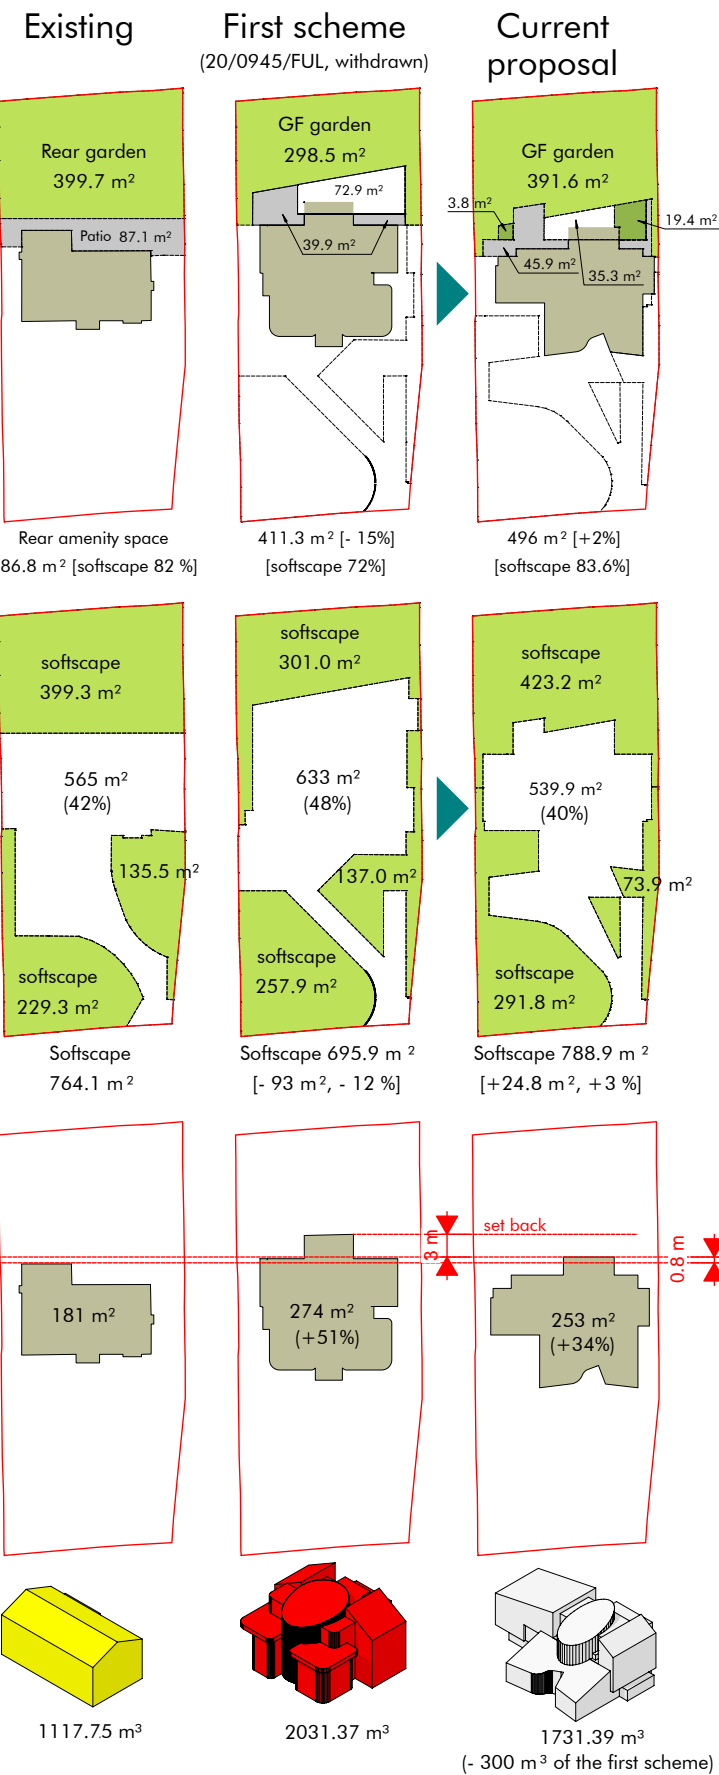 Existing
First scheme
(20/0945/FUL, withdrawn)
Current
proposal
Rear garden
399.7 m²
Patio 87.1 m²
GF garden
298.5 m²
72.9 m²
39.9 m²
GF garden
391.6 m²
3.8 m²
19.4 m²
45.9 m²
35.3 m²
Rear amenity space
86.8 m² [softscape 82 %]
411.3 m² [- 15%]
[softscape 72%]
496 m² [+2%]
[softscape 83.6%]
softscape
399.3 m²
565 m²
(42%)
135.5 m²
softscape
229.3 m²
softscape
301.0 m²
633 m²
(48%)
137.0 m²
softscape
257.9 m²
softscape
423.2 m²
539.9 m²
(40%)
73.9 m²
softscape
291.8 m²
Softscape
764.1 m²
Softscape 695.9 m ²
[- 93 m², - 12 %]
Softscape 788.9 m ²
[+24.8 m², +3 %]
181 m²
274 m²
(+51%)
3 m
set back
253 m²
(+34%)
0.8 m
1117.75 m³
2031.37 m³
1731.39 m³
(- 300 m³ of the first scheme)